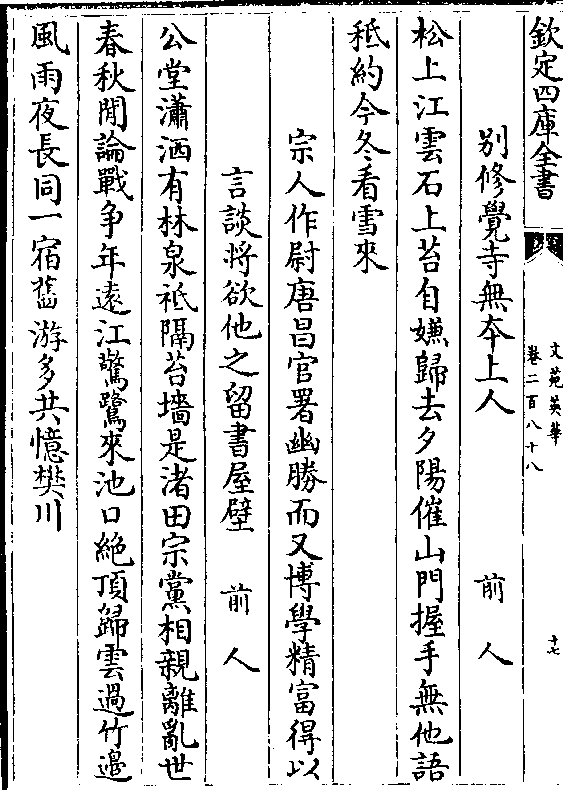 欽定四庫全書
文苑英華
卷二百八十八
十七
別修覺寺無夲上人 前人
松上江雲石上苔自嫌歸去夕陽催山門握手無他語
秪約今冬看雪來
宗人作尉唐昌官署幽勝而又博學精富得以
言談將欲他之留書屋壁 前人
公堂瀟洒有林泉祗隔苔墻是渚田宗黨相親離亂世
春秋閒論戰爭年遠江驚鷺來池口絶頂歸雲過竹邊
風雨夜長同一宿舊游多共憶樊川